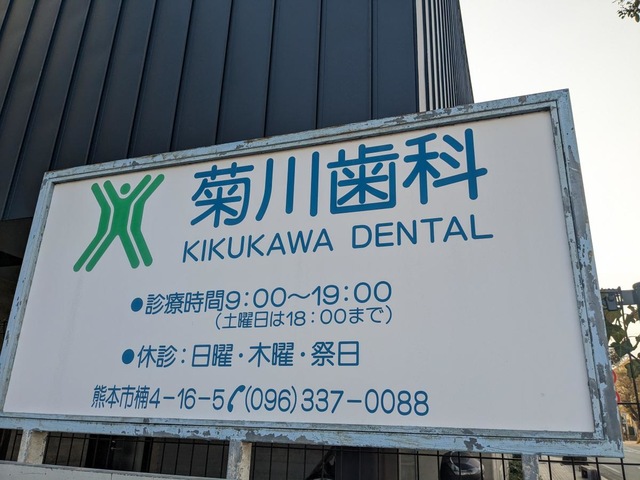 菊川歯科
KIKUKAWA DENTAL
●診療時間9:00～19:00
(土曜日は18:00まで)
●休診:日曜・木曜・祭日
熊本市楠4-16-5 (096)337-0088